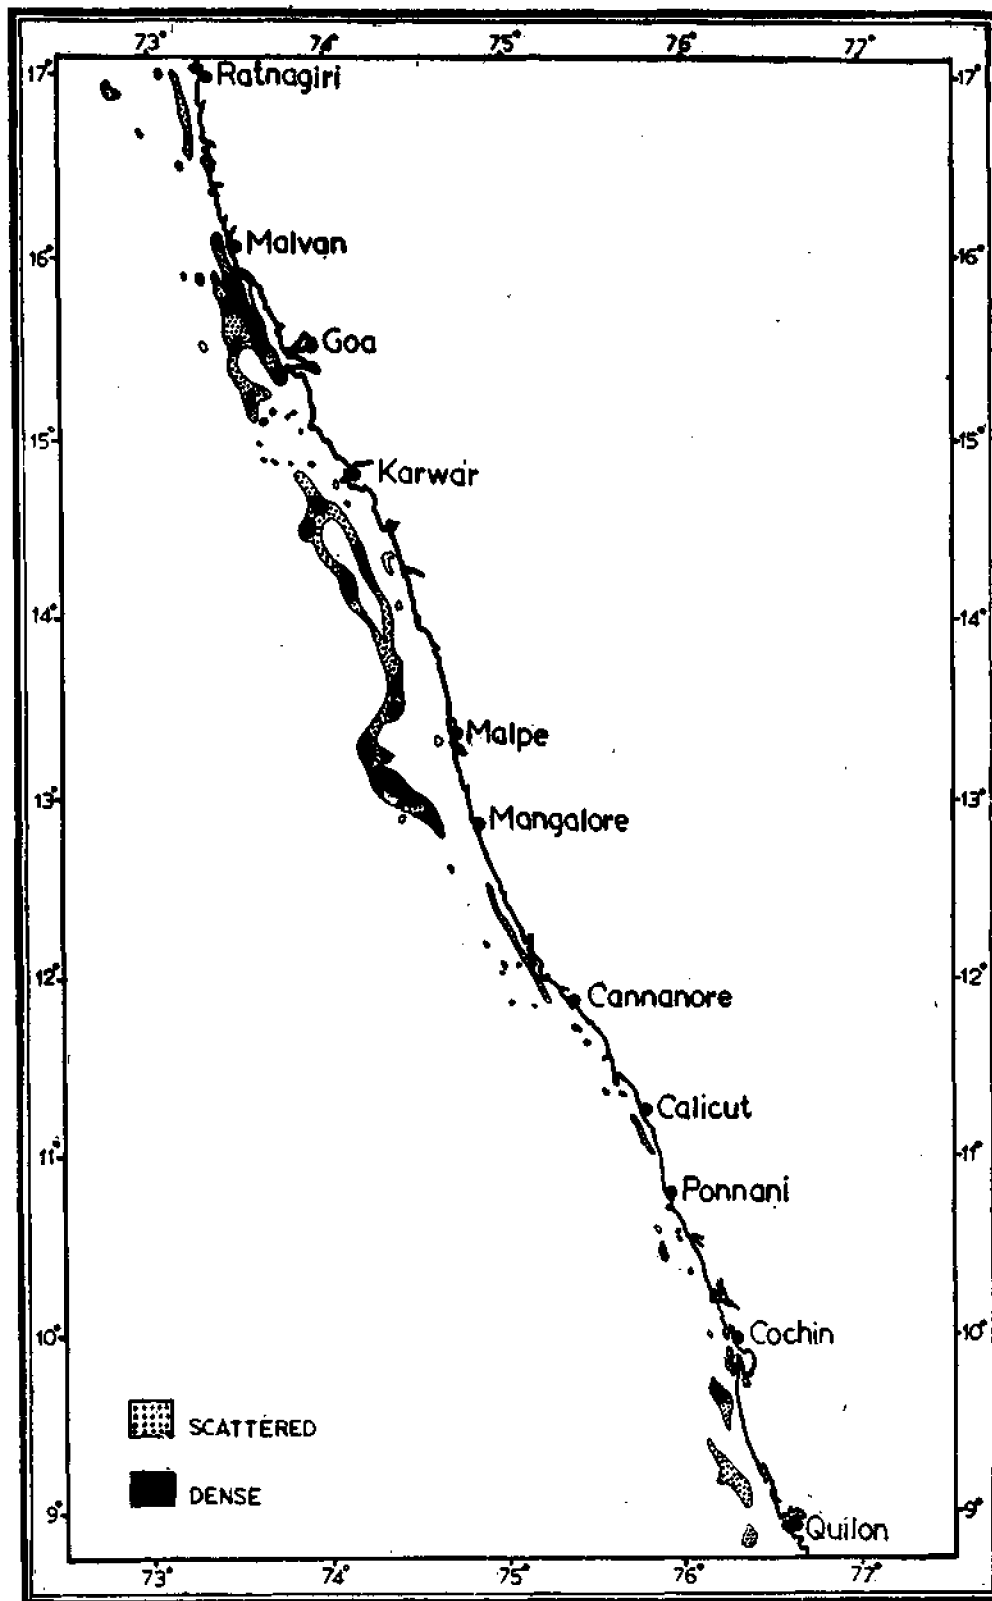 73° 74° 75° 76° 77°
17° Ratnagiri 17°
Malvan
16° 16°
Goa
15° 15°
Karwar
14° 14°
Malpe
13° 13°
Mangalore
12° 12°
Cannanore
Calicut
11° 11°
Ponnani
10° Cochin 10°
SCATTERED
DENSE
9° 9°
Quilon
73° 74° 75° 76° 77°